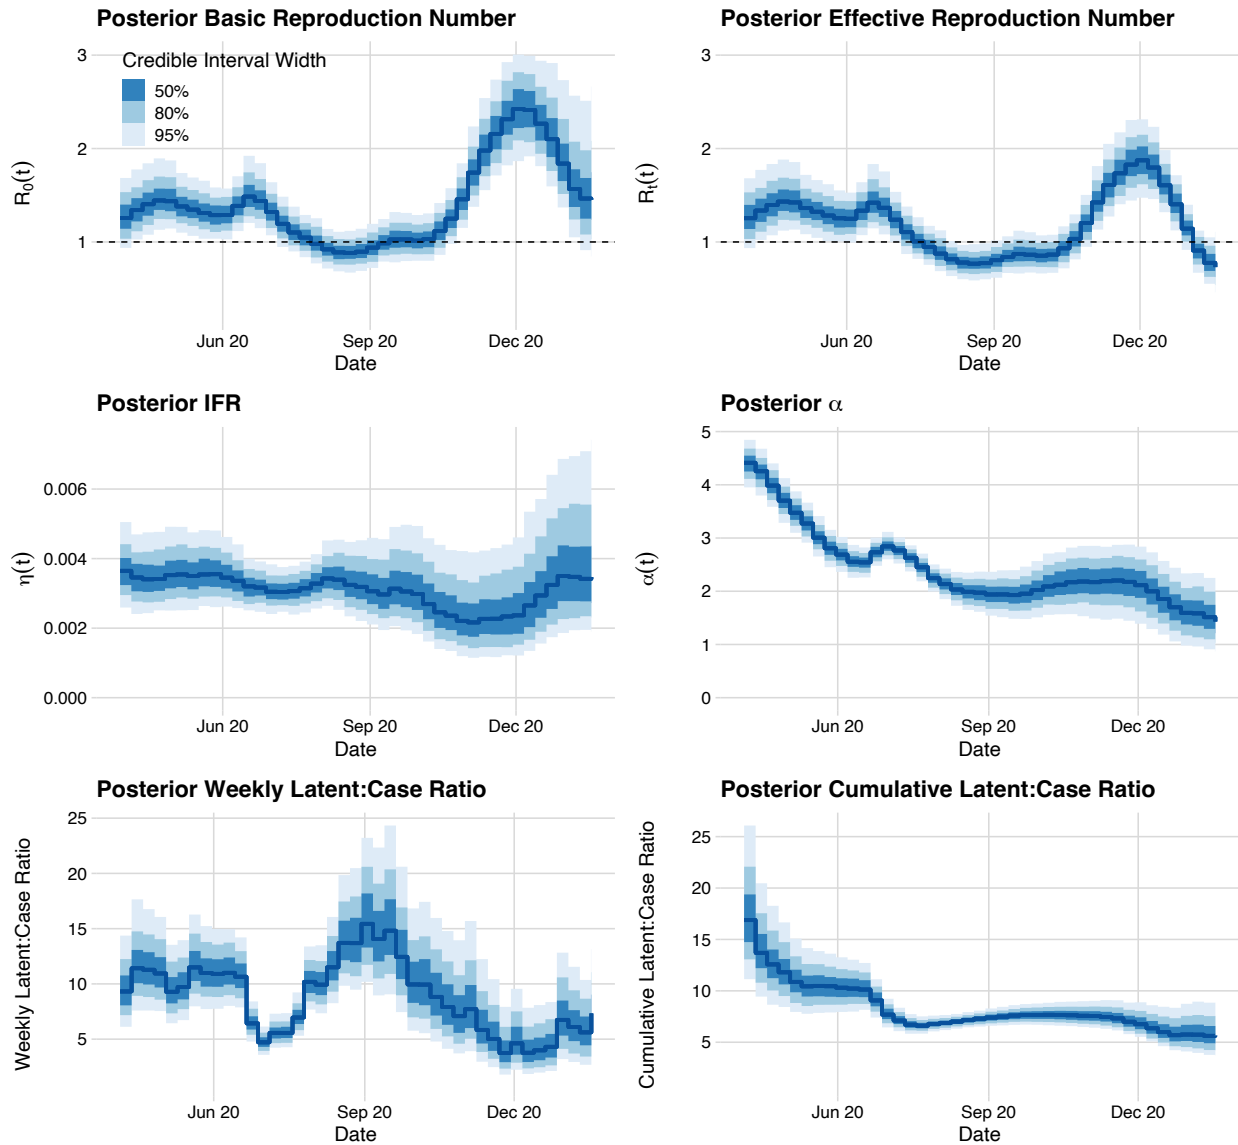 Posterior Basic Reproduction Number
Credible Interval Width
50%
80%
95%
R0(t)
3
2
1
Jun 20
Sep 20
Dec 20
Date
Posterior Effective Reproduction Number
Rt(t)
3
2
1
Jun 20
Sep 20
Dec 20
Date
Posterior IFR
η(t)
0.006
0.004
0.002
0.000
Jun 20
Sep 20
Dec 20
Date
Posterior α
α(t)
5
4
3
2
1
0
Jun 20
Sep 20
Dec 20
Date
Posterior Weekly Latent:Case Ratio
Weekly Latent:Case Ratio
25
20
15
10
5
Jun 20
Sep 20
Dec 20
Date
Posterior Cumulative Latent:Case Ratio
Cumulative Latent:Case Ratio
25
20
15
10
5
Jun 20
Sep 20
Dec 20
Date